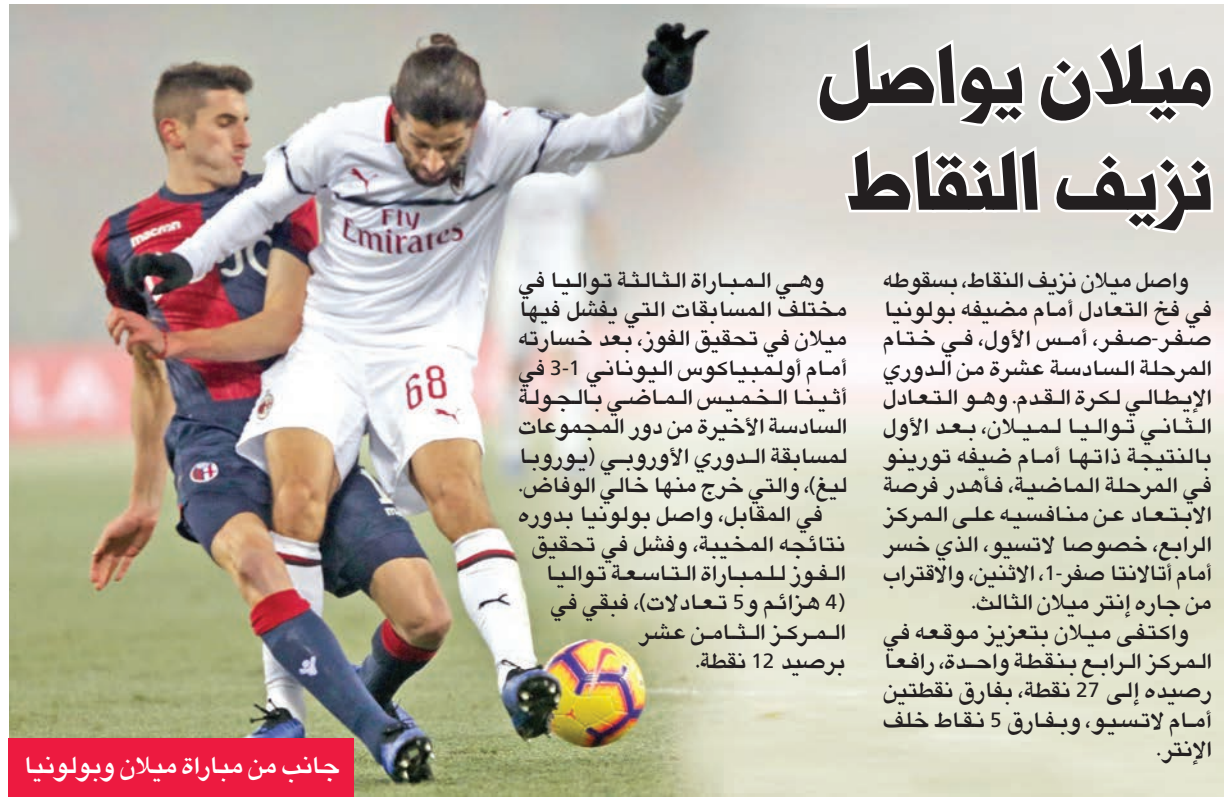 ميلان يواصل
نزيف النقاط
واصل ميلان نزيف النقاط، بسقوطه
في فخ التعادل أمام مضيفه بولونيا
صفر-صفر، أمس الأول، في ختام
المرحلة السادسة عشرة من الدوري
الإيطالي لكرة القدم. وهو التعادل
الثاني تواليا لميلان، بعد الأول
بالنتيجة ذاتها أمام ضيفه تورينو
في المرحلة الماضية، فأهدر فرصة
الابتعاد عن منافسيه على المركز
الرابع، خصوصا لاتسيو، الذي خسر
أمام أتالانتا صفر-1، الاثنين، والاقتراب
من جاره إنتر ميلان الثالث.
واكتفى ميلان بتعزيز موقعه في
المركز الرابع بنقطة واحدة، رافعا
رصيده إلى 27 نقطة، بفارق نقطتين
أمام لاتسيو، وبفارق 5 نقاط خلف
الإنتر.
وهي المباراة الثالثة تواليا في
مختلف المسابقات التي يفشل فيها
ميلان في تحقيق الفوز، بعد خسارته
أمام أولمبياكوس اليوناني 1-3 في
أثينا الخميس الماضي بالجولة
السادسة الأخيرة من دور المجموعات
لمسابقة الدوري الأوروبي (يوروبا
ليغ)، والتي خرج منها خالي الوفاض.
في المقابل، واصل بولونيا بدوره
نتائجه المخيبة، وفشل في تحقيق
الفوز للمباراة التاسعة تواليا
(4 هزائم و5 تعادلات)، فبقي في
المركز الثامن عشر
برصيد 12 نقطة.
macron
Fly
Emirates
68
جانب من مباراة ميلان وبولونيا